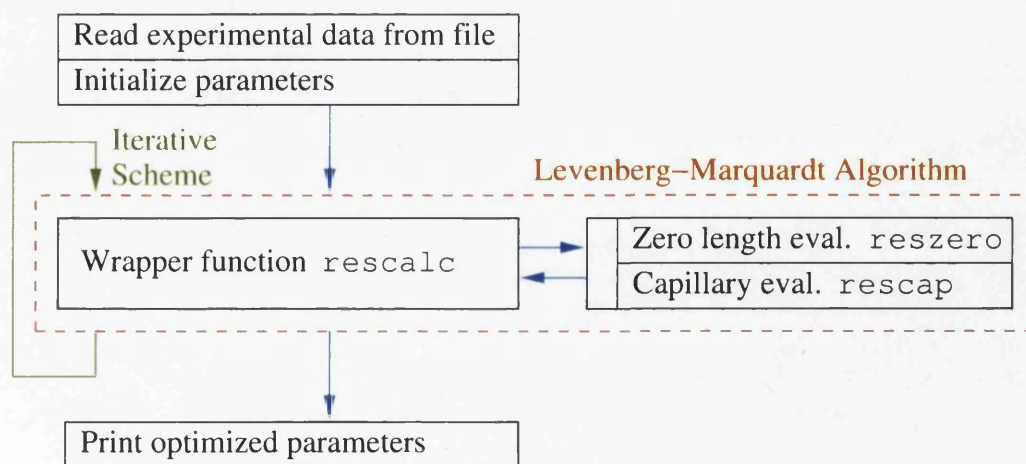 Read experimental data from file
Initialize parameters
Iterative
Scheme
Levenberg–Marquardt Algorithm
Wrapper function rescalc
Zero length eval. reszero
Capillary eval. rescap
Print optimized parameters